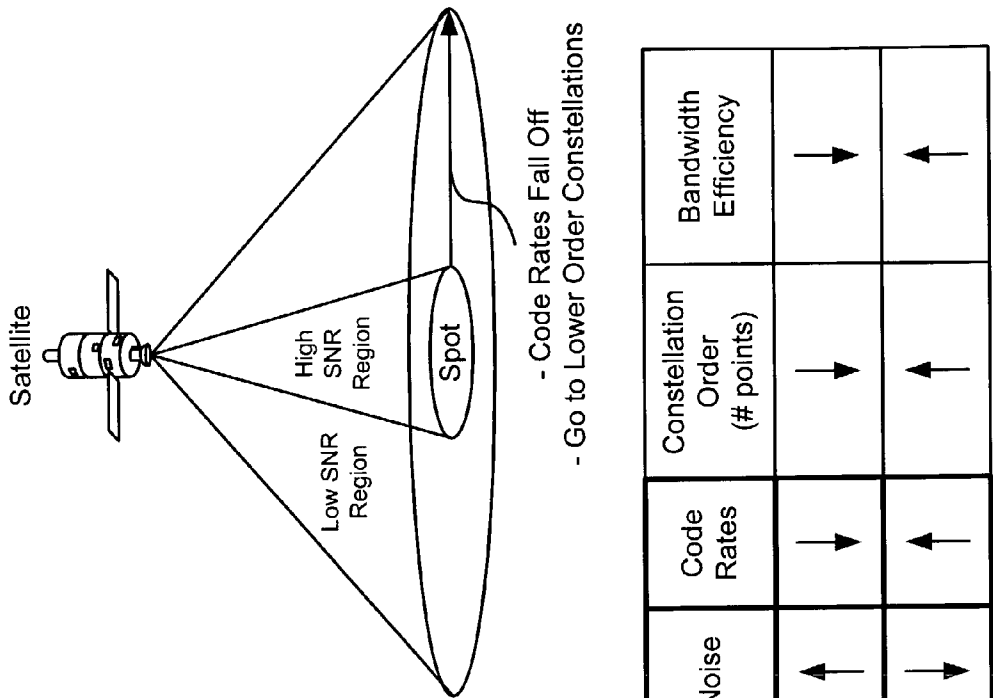 Satellite
High
SNR
Region
Low SNR
Region
Spot
- Code Rates Fall Off
- Go to Lower Order Constellations
Noise
Code
Rates
Constellation
Order
(# points)
Bandwidth
Efficiency